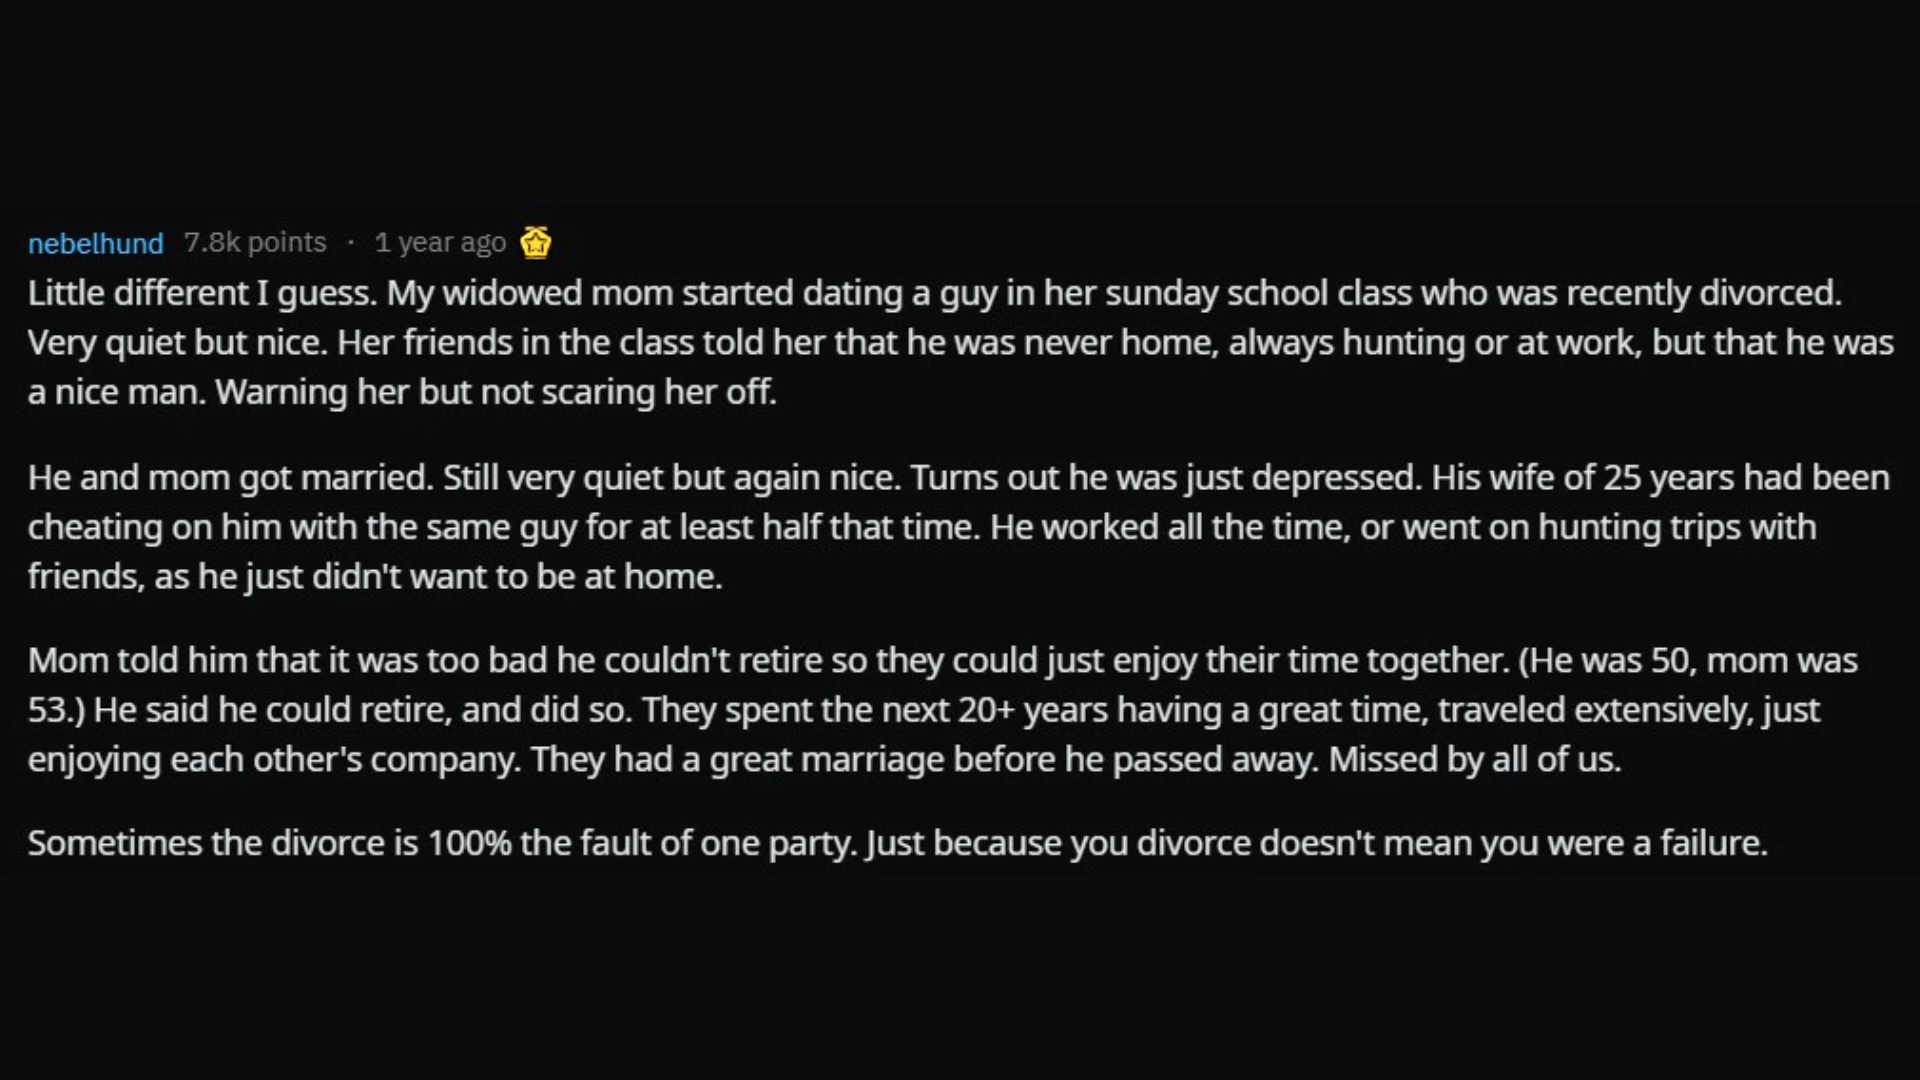 nebelhund 7.8k points · 1 year ago
Little different I guess. My widowed mom started dating a guy in her sunday school class who was recently divorced.
Very quiet but nice. Her friends in the class told her that he was never home, always hunting or at work, but that he was
a nice man. Warning her but not scaring her off.
He and mom got married. Still very quiet but again nice. Turns out he was just depressed. His wife of 25 years had been
cheating on him with the same guy for at least half that time. He worked all the time, or went on hunting trips with
friends, as he just didn't want to be at home.
Mom told him that it was too bad he couldn't retire so they could just enjoy their time together. (He was 50, mom was
53.) He said he could retire, and did so. They spent the next 20+ years having a great time, traveled extensively, just
enjoying each other's company. They had a great marriage before he passed away. Missed by all of us.
Sometimes the divorce is 100% the fault of one party. Just because you divorce doesn't mean you were a failure.